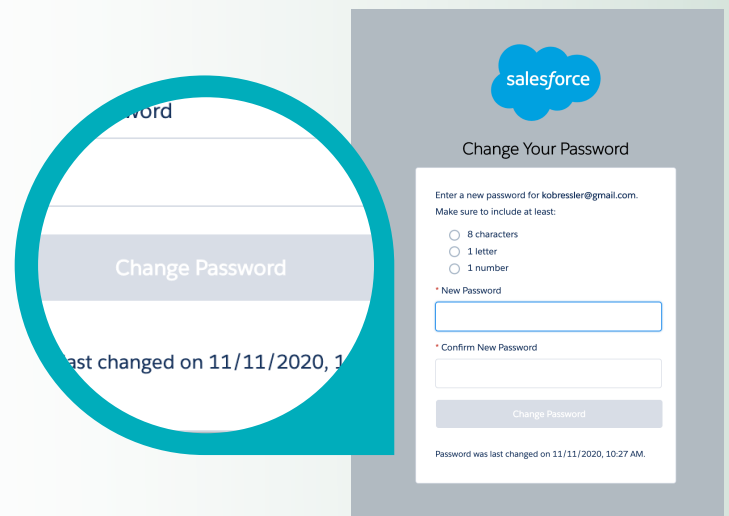 salesforce
Change Your Password
Enter a new password for kobressler@gmail.com.
Make sure to include at least:
8 characters
1 letter
1 number
* New Password
* Confirm New Password
Change Password
Password was last changed on 11/11/2020, 10:27 AM.
Change Password
last changed on 11/11/2020, 1